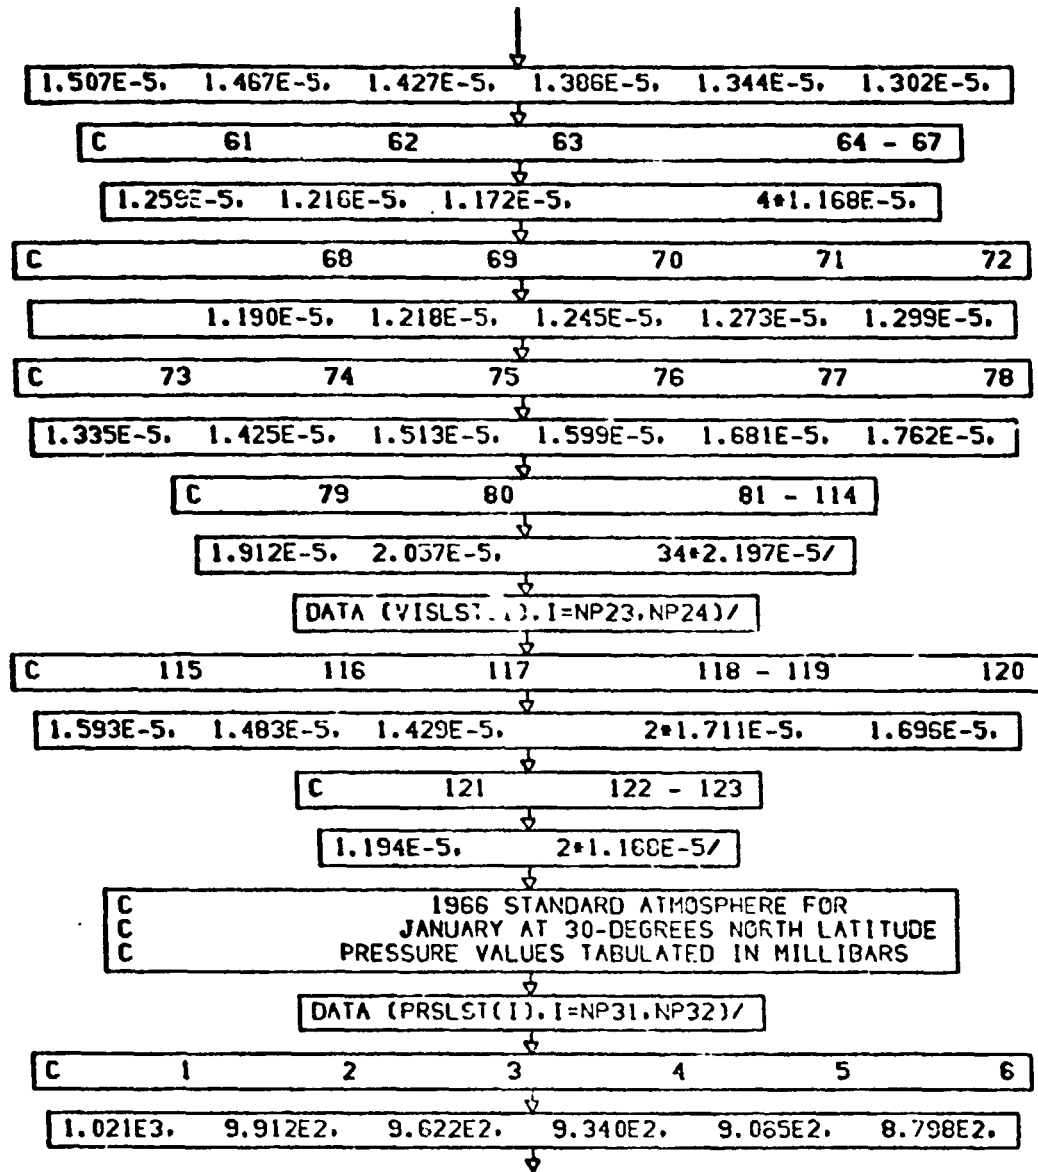 1.507E-5, 1.467E-5, 1.427E-5, 1.386E-5, 1.344E-5, 1.302E-5,
C 61 62 63 64 - 67
1.259E-5, 1.216E-5, 1.172E-5, 4*1.168E-5,
C 68 69 70 71 72
1.190E-5, 1.218E-5, 1.245E-5, 1.273E-5, 1.299E-5,
C 73 74 75 76 77 78
1.335E-5, 1.425E-5, 1.513E-5, 1.599E-5, 1.681E-5, 1.762E-5,
C 79 80 81 - 114
1.912E-5, 34*2.197E-5/
DATA I=NP23,NP24)/
C 115 116 117 118 - 119 120
1.593E-5, 1.483E-5, 1.429E-5, 2*1.711E-5, 1.696E-5,
C 121 122 - 123
1.194E-5, 2*1.168E-5/
C 1966 STANDARD ATMOSPHERE FOR
C JANUARY AT 30-DEGREES NORTH LATITUDE
C PRESSURE VALUES TABULATED IN MILLIBARS
DATA (PRSLST(I),I=NP31,NP32)/
C 1 2 3 4 5 6
1.021E3, 9.912E2, 9.622E2, 9.340E2, 9.065E2, 8.798E2,